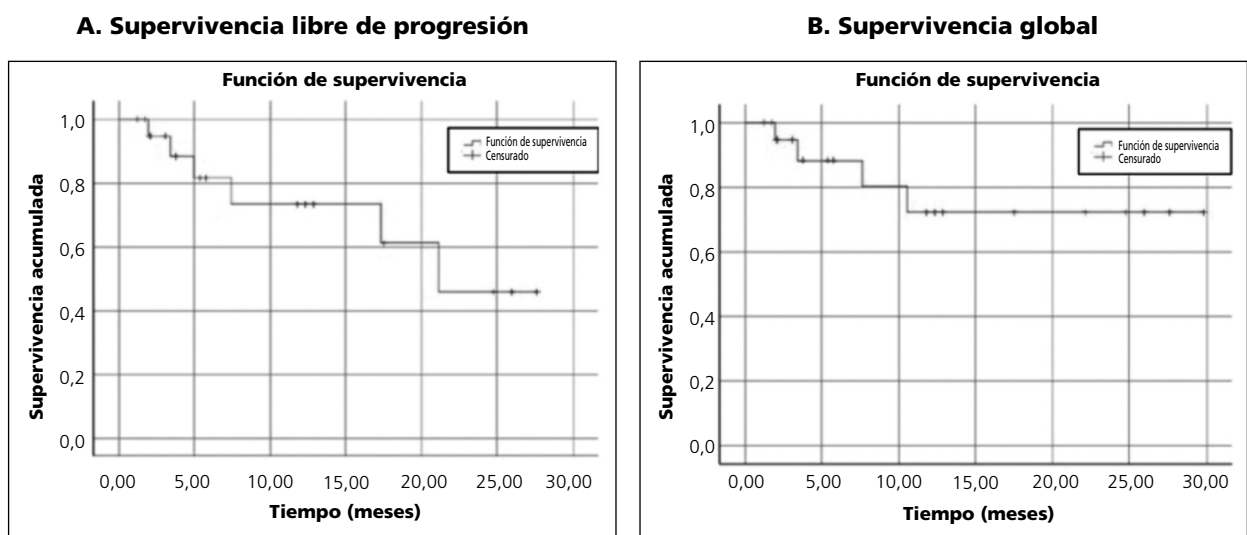 A. Supervivencia libre de progresión
Función de supervivencia
Función de supervivencia
Censurado
Supervivencia acumulada
1,0
0,8
0,6
0,4
0,2
0,0
0,00 5,00 10,00 15,00 20,00 25,00 30,00
Tiempo (meses)
B. Supervivencia global
Función de supervivencia
Función de supervivencia
Censurado
Supervivencia acumulada
1,0
0,8
0,6
0,4
0,2
0,0
0,00 5,00 10,00 15,00 20,00 25,00 30,00
Tiempo (meses)